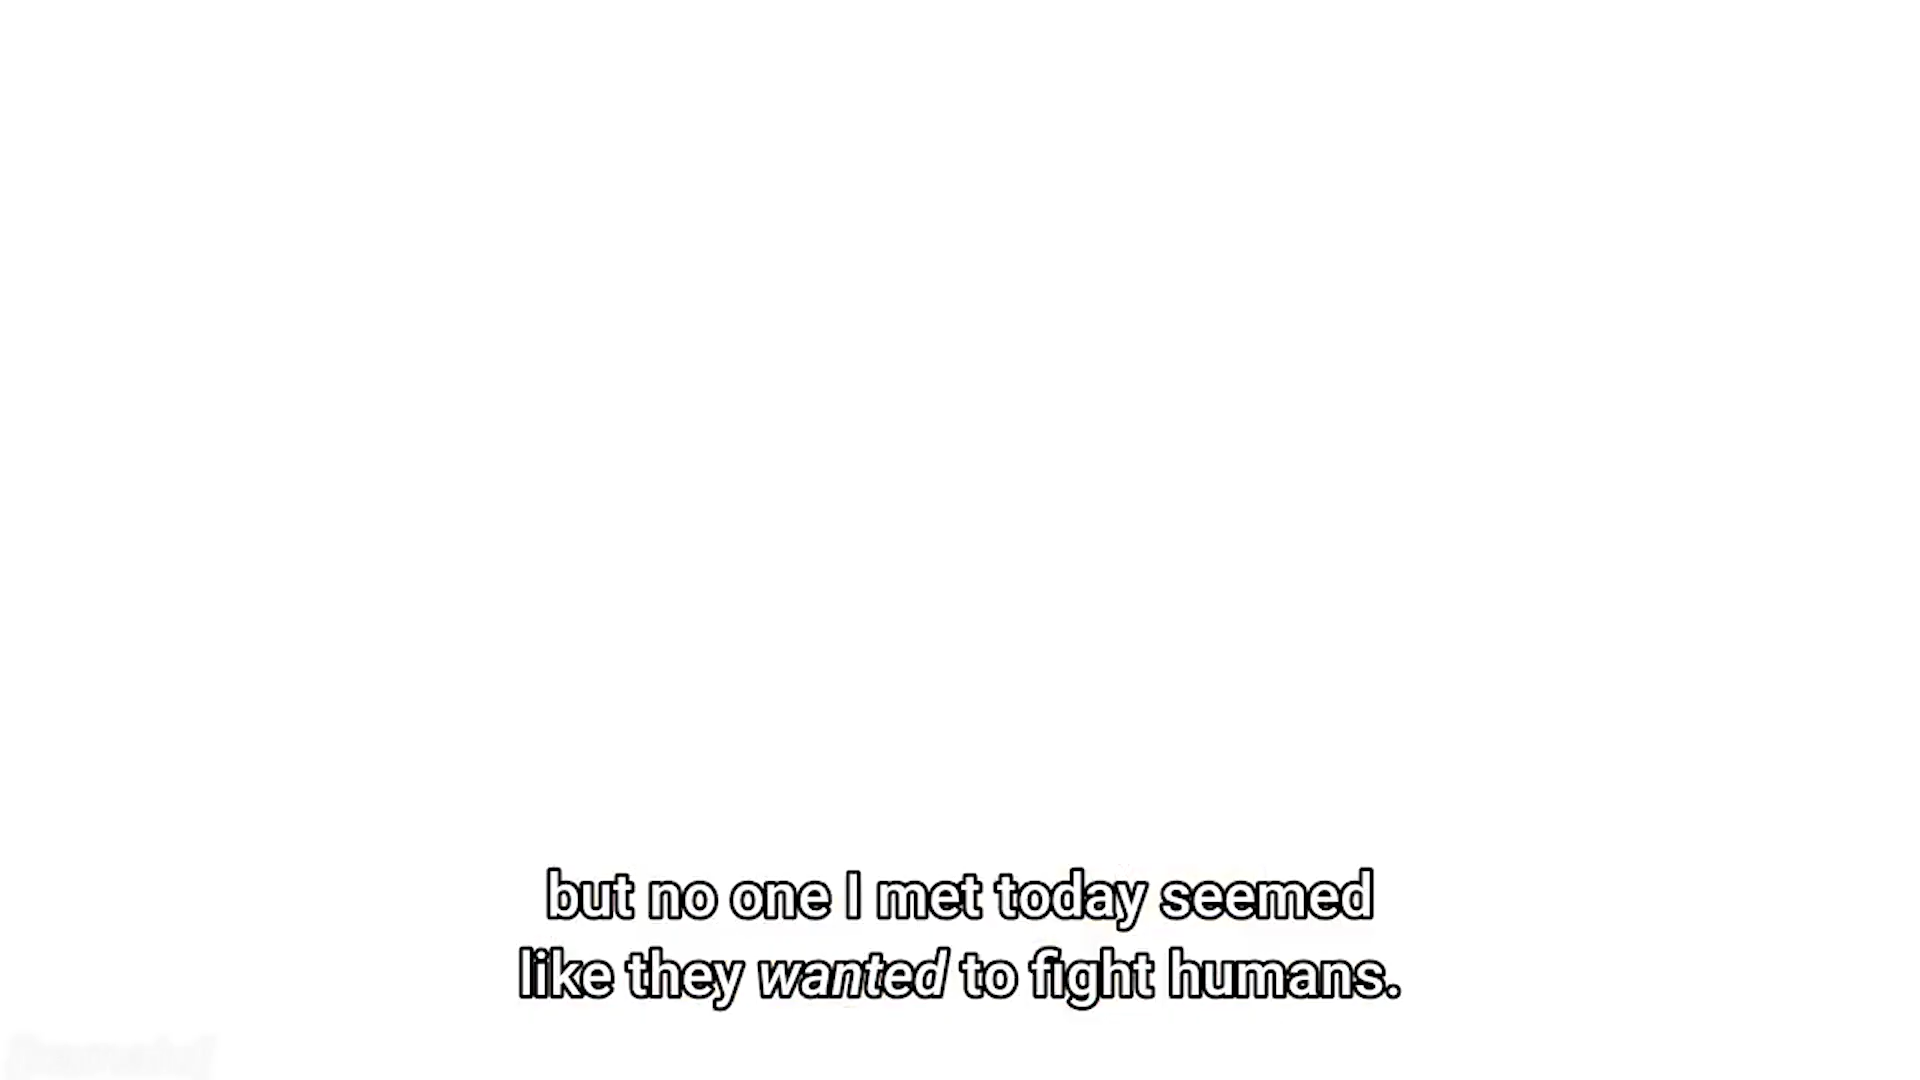 but no one I met today seemed
like they wanted to fight humans.